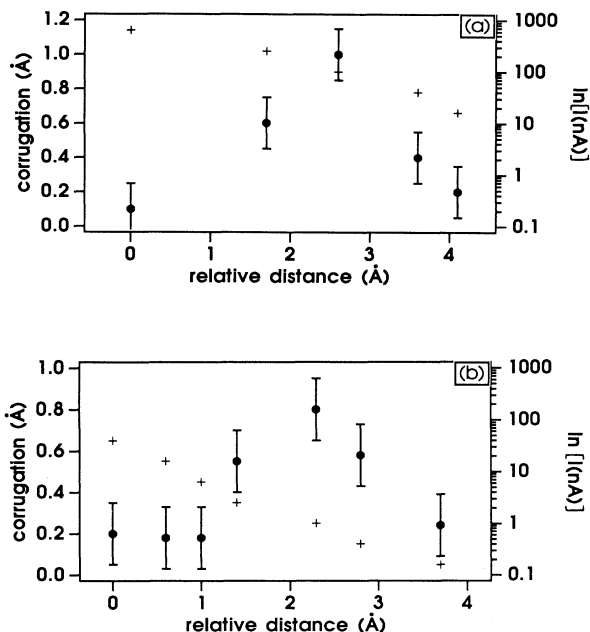 (a)
1.2
1.0
0.8
0.6
0.4
0.2
0.0
corrugation (Å)
1000
100
10
1
0.1
ln[I(nA)]
0 1 2 3 4
relative distance (Å)
(b)
1.0
0.8
0.6
0.4
0.2
0.0
corrugation (Å)
1000
100
10
1
0.1
ln [I(nA)]
0 1 2 3 4
relative distance (Å)